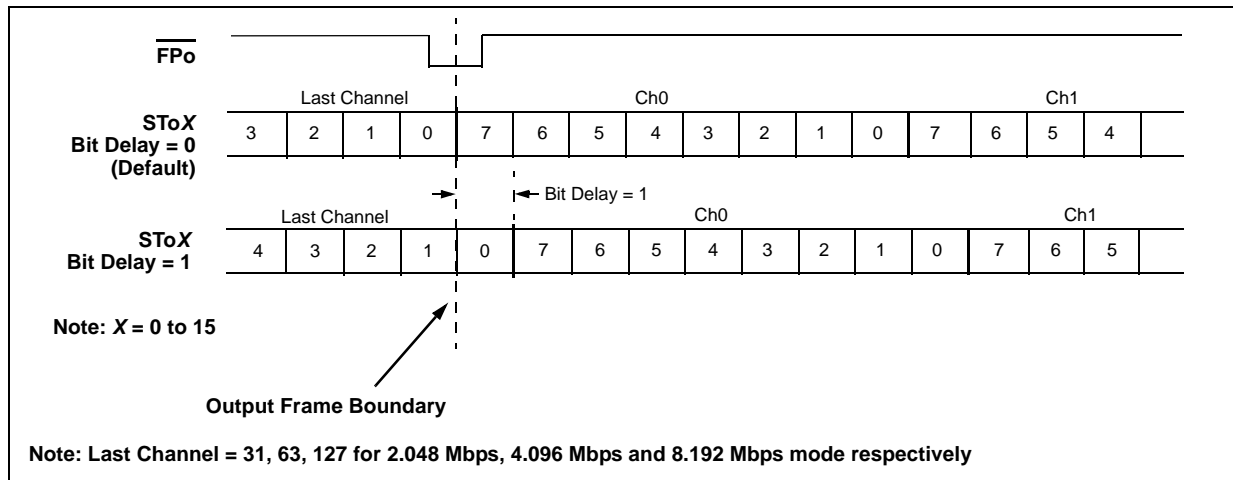 FPo
Last Channel Ch0 Ch1
SToX
Bit Delay = 0
(Default)
3 2 1 0 7 6 5 4 3 2 1 0 7 6 5 4
Bit Delay = 1
Last Channel Ch0 Ch1
SToX
Bit Delay = 1
4 3 2 1 0 7 6 5 4 3 2 1 0 7 6 5
Note: X = 0 to 15
Output Frame Boundary
Note: Last Channel = 31, 63, 127 for 2.048 Mbps, 4.096 Mbps and 8.192 Mbps mode respectively